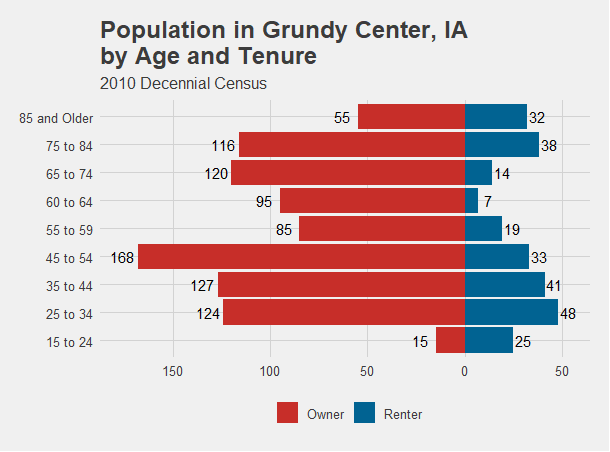 Population in Grundy Center, IA
by Age and Tenure
2010 Decennial Census
85 and Older 55 32
75 to 84 116 38
65 to 74 120 14
60 to 64 95 7
55 to 59 85 19
45 to 54 168 33
35 to 44 127 41
25 to 34 124 48
15 to 24 15 25
150 100 50 0 50
Owner Renter